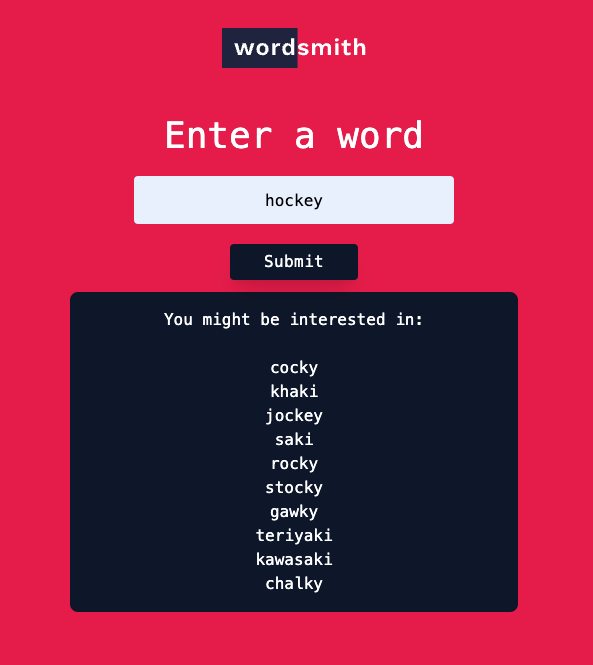 wordsmith
Enter a word
hockey
Submit
You might be interested in:
cocky
khaki
jockey
saki
rocky
stocky
gawky
teriyaki
kawasaki
chalky